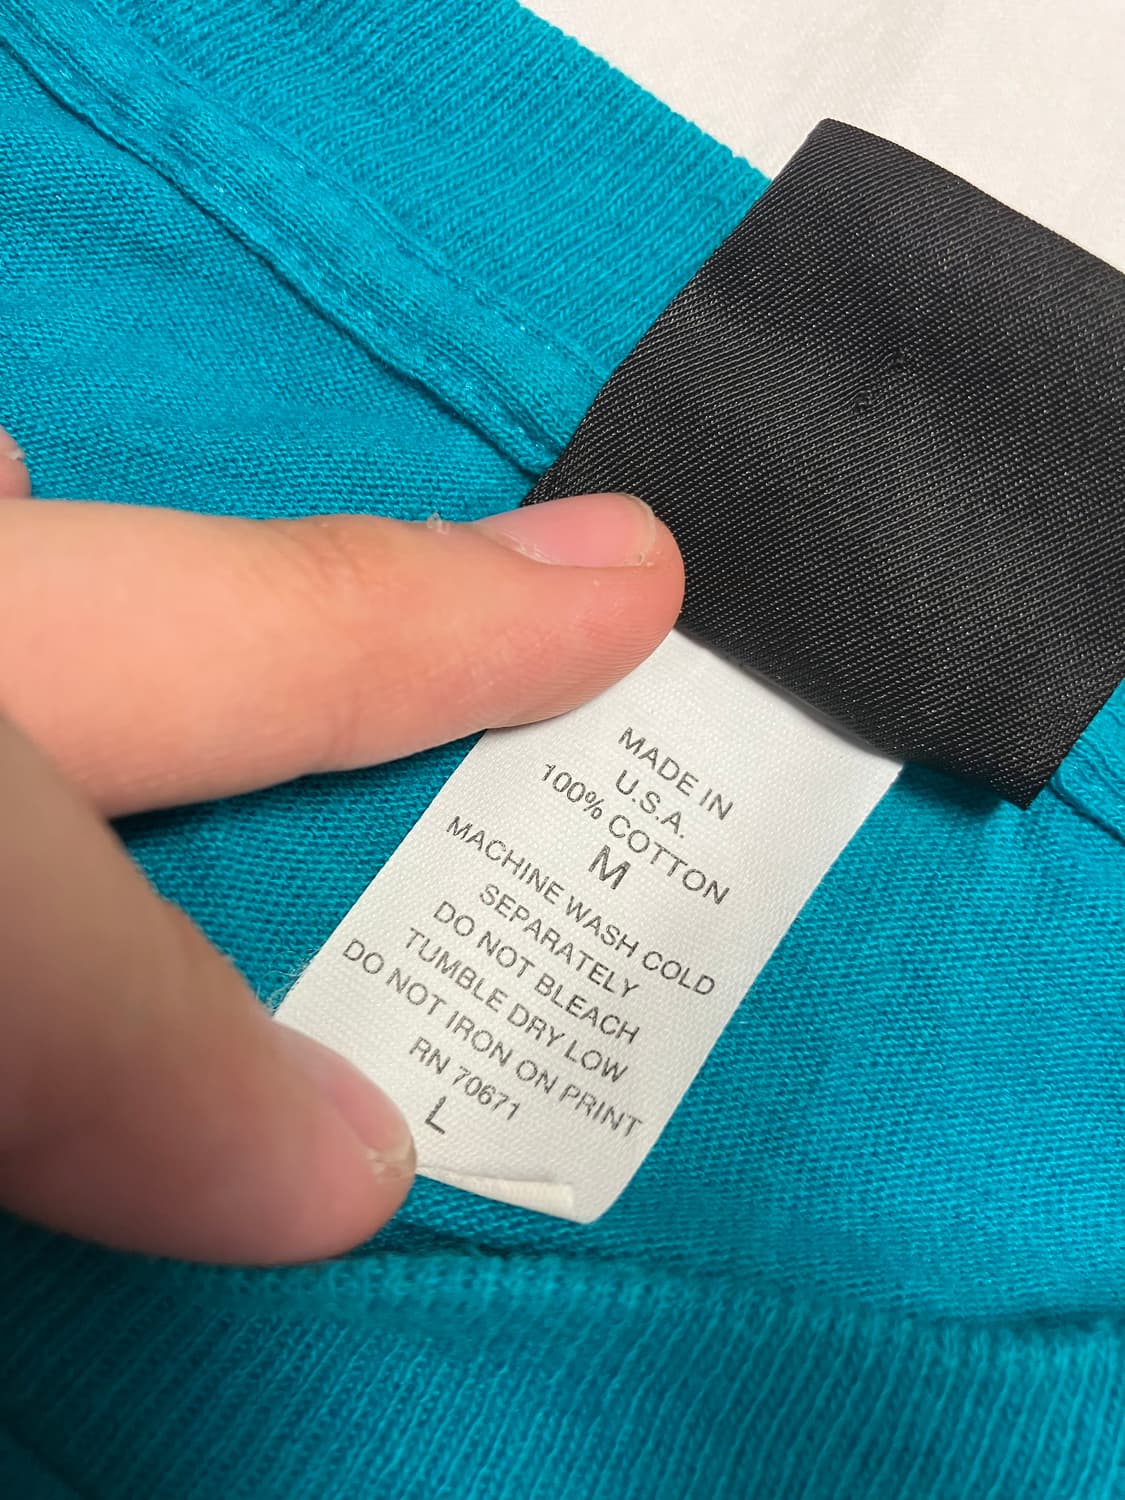 MADE IN
U.S.A.
100% COTTON
M
MACHINE WASH COLD
SEPARATELY
DO NOT BLEACH
TUMBLE DRY LOW
DO NOT IRON ON PRINT
RN 70671
L